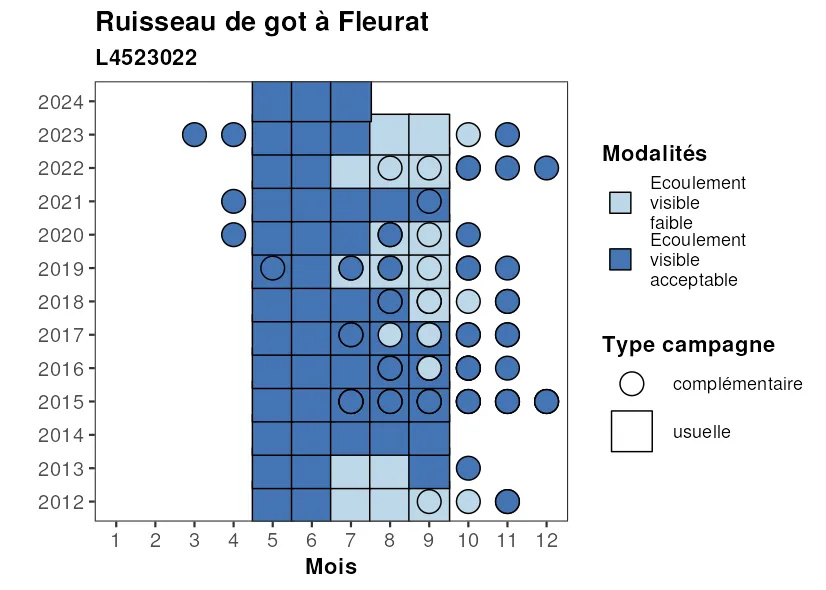 Ruisseau de got à Fleurat
L4523022
2024
2023
2022
2021
2020
2019
2018
2017
2016
2015
2014
2013
2012
1 2 3 4 5 6 7 8 9 10 11 12
Mois
Modalités
Ecoulement
visible
faible
Ecoulement
visible
acceptable
Type campagne
complémentaire
usuelle